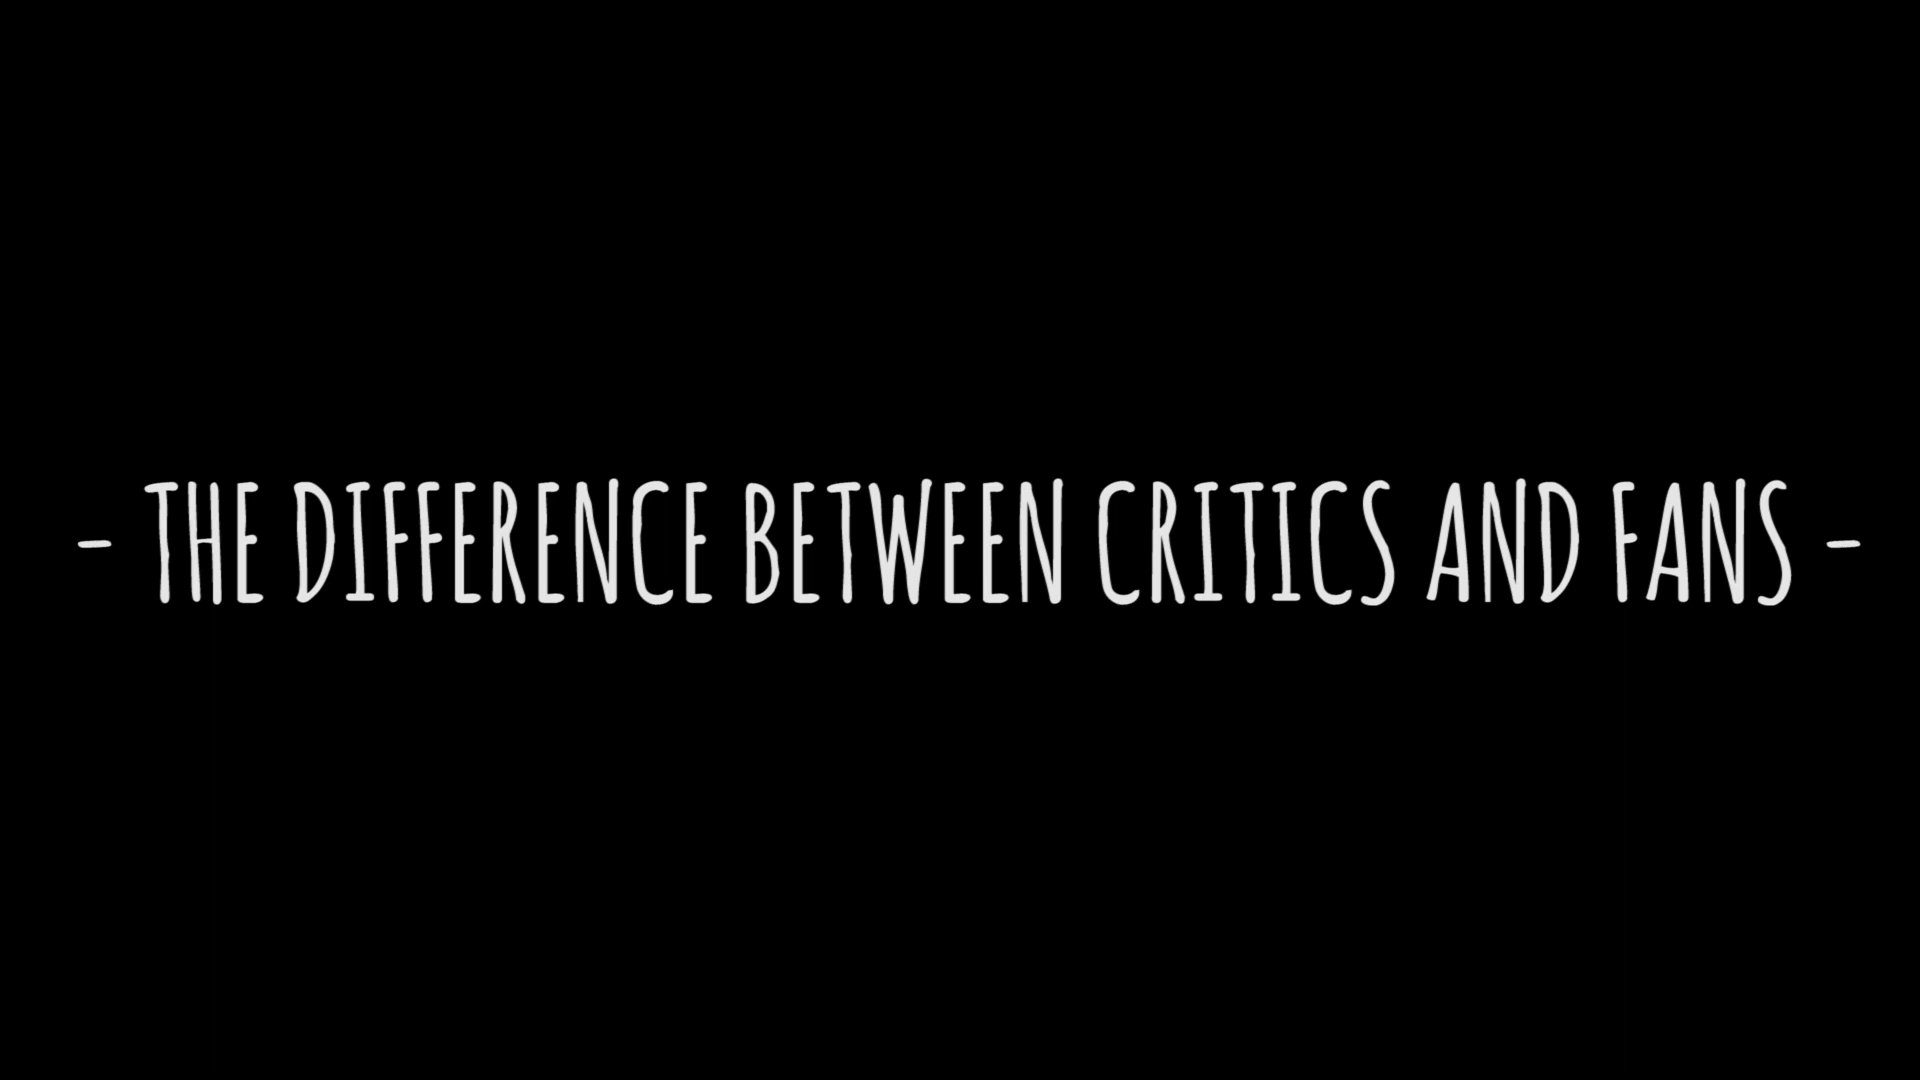 - THE DIFFERENCE BETWEEN CRITICS AND FANS -